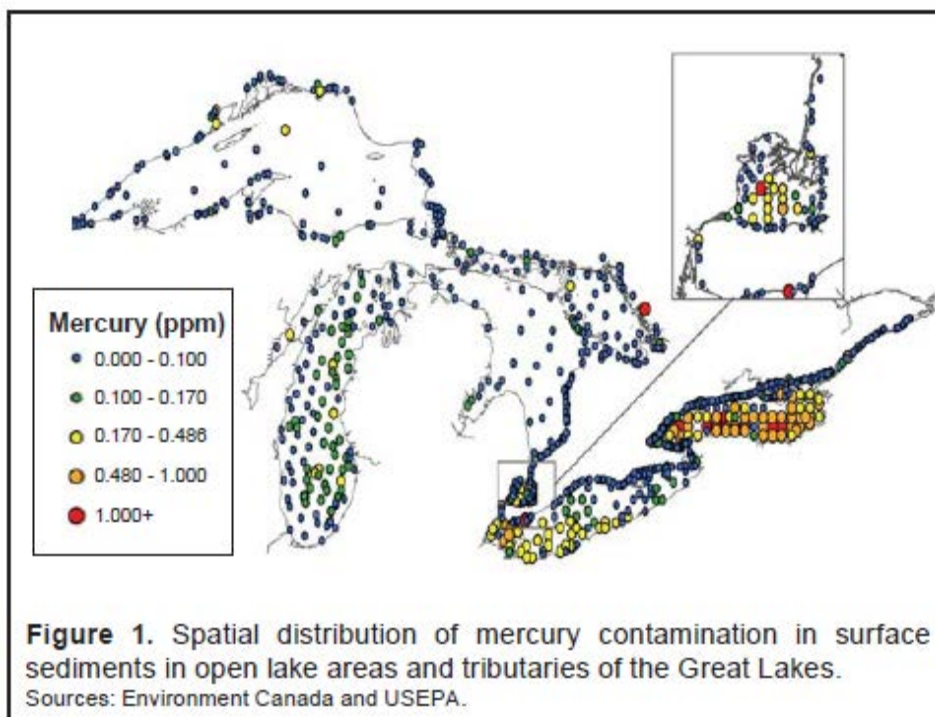 Mercury (ppm)
0.000 - 0.100
0.100 - 0.170
0.170 - 0.486
0.480 - 1.000
1.000+
Figure 1. Spatial distribution of mercury contamination in surface
sediments in open lake areas and tributaries of the Great Lakes.
Sources: Environment Canada and USEPA.